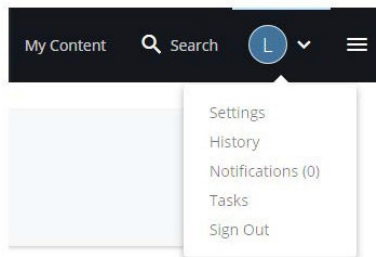 My Content Search L
Settings
History
Notifications (0)
Tasks
Sign Out